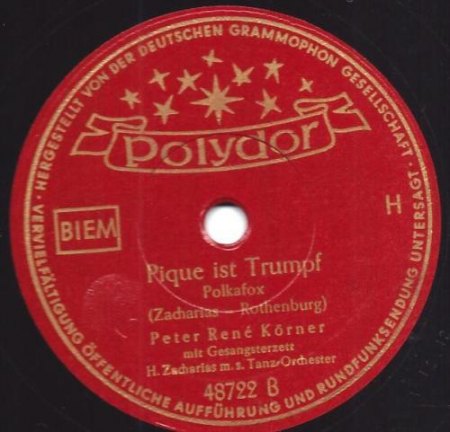 · HERGESTELLT VON DER DEUTSCHEN GRAMMOPHON GESELLSCHAFT · VERVIELFÄLTIGUNG ÖFFENTLICHE AUFFÜHRUNG UND RUNDFUNKSENDUNG UNTERSAGT
Polydor
H
BIEM
Pique ist Trumpf
Polkafox
(Zacharias – Rothenburg)
Peter René Körner
mit Gesangsterzett
H. Zacharias m. s. Tanz-Orchester
48722 B